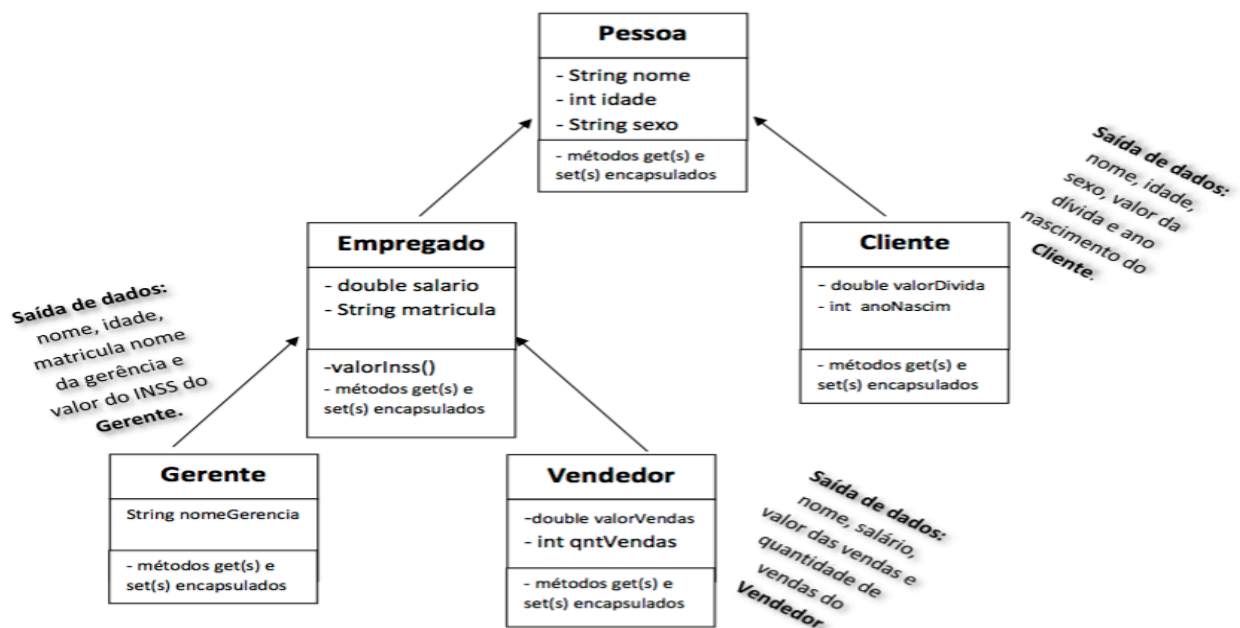 Pessoa
- String nome
- int idade
- String sexo
- métodos get(s) e
set(s) encapsulados
Saída de dados:
nome, idade,
sexo, valor da
dívida e ano
nascimento do
Cliente.
Empregado
- double salario
- String matricula
-valorInss()
- métodos get(s) e
set(s) encapsulados
Cliente
- double valorDivida
- int anoNascim
- métodos get(s) e
set(s) encapsulados
Saída de dados:
nome, idade,
matricula nome
da gerência e
valor do INSS do
Gerente.
Gerente
String nomeGerencia
- métodos get(s) e
set(s) encapsulados
Vendedor
-double valorVendas
- int qntVendas
- métodos get(s) e
set(s) encapsulados
Saída de dados:
nome, salário,
valor das vendas e
quantidade de
vendas do
Vendedor